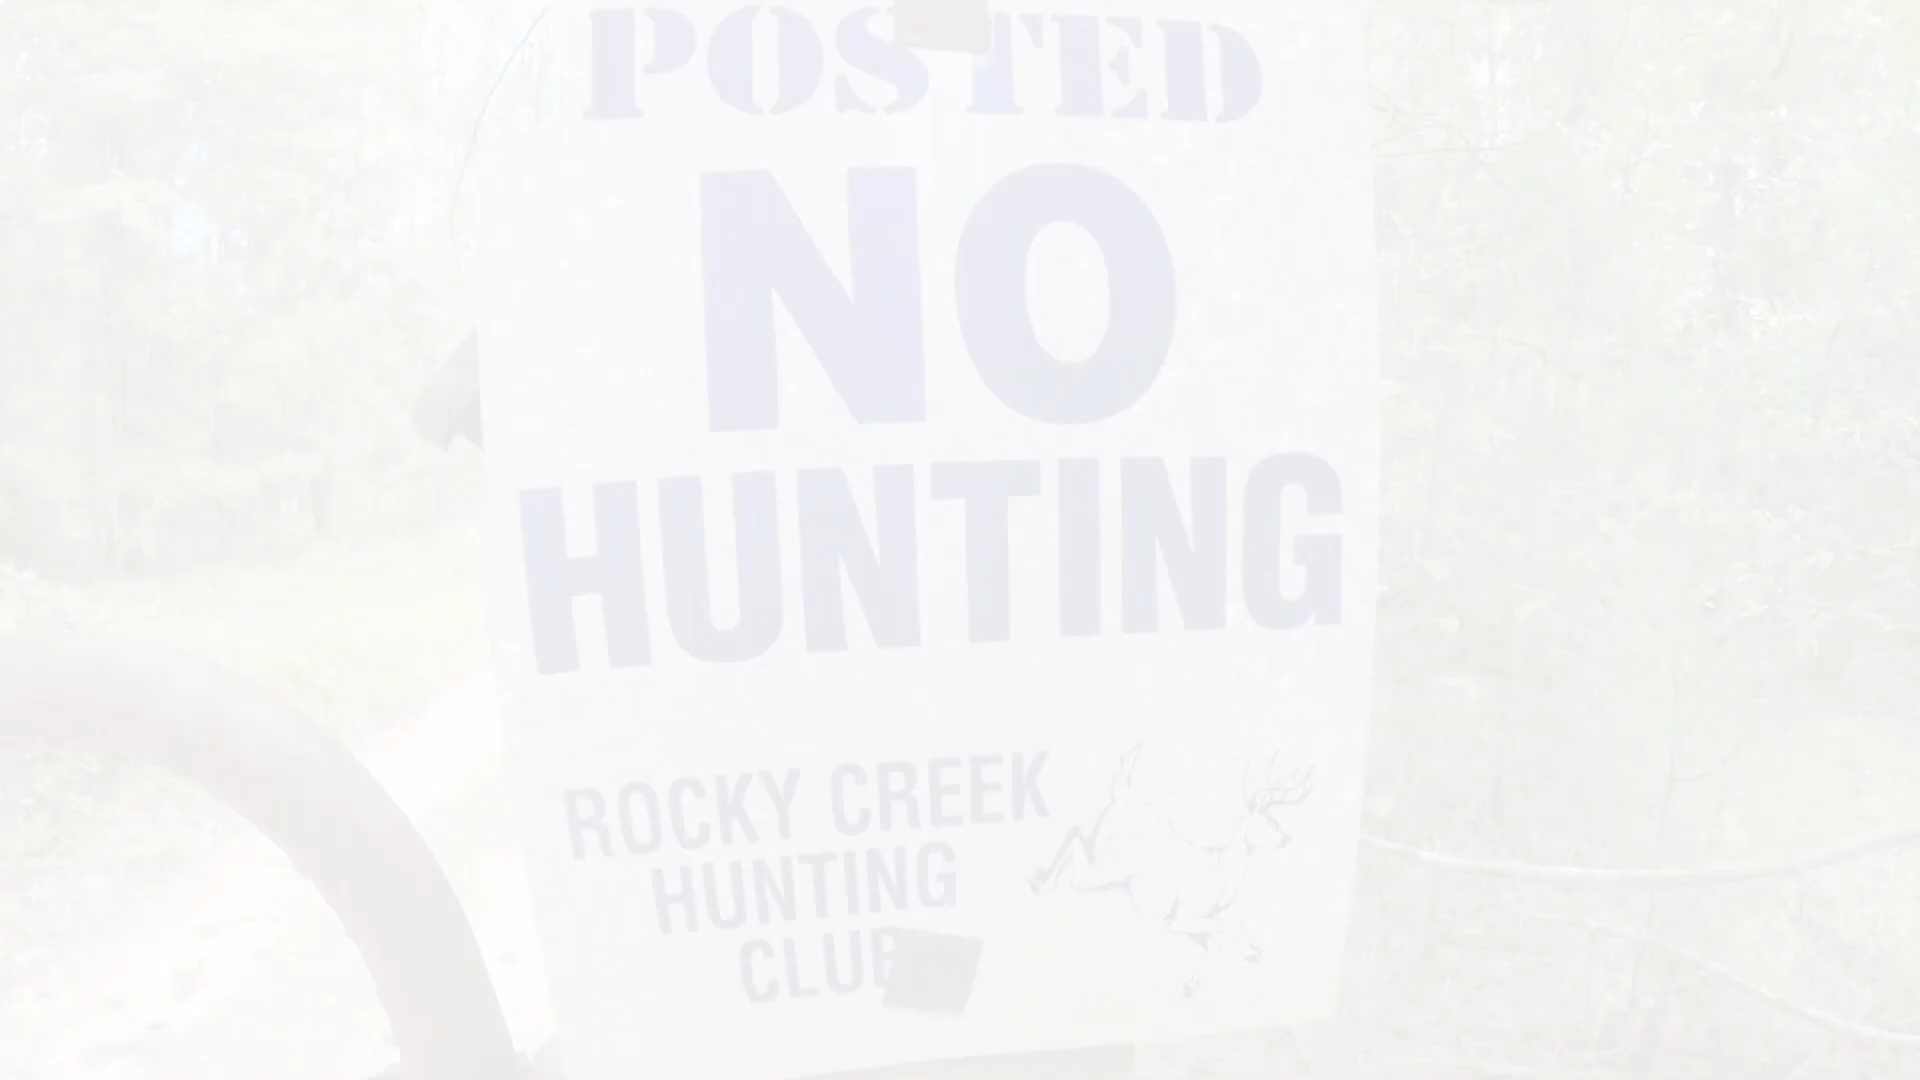 POSTED
NO
HUNTING
ROCKY CREEK
HUNTING
CLUB